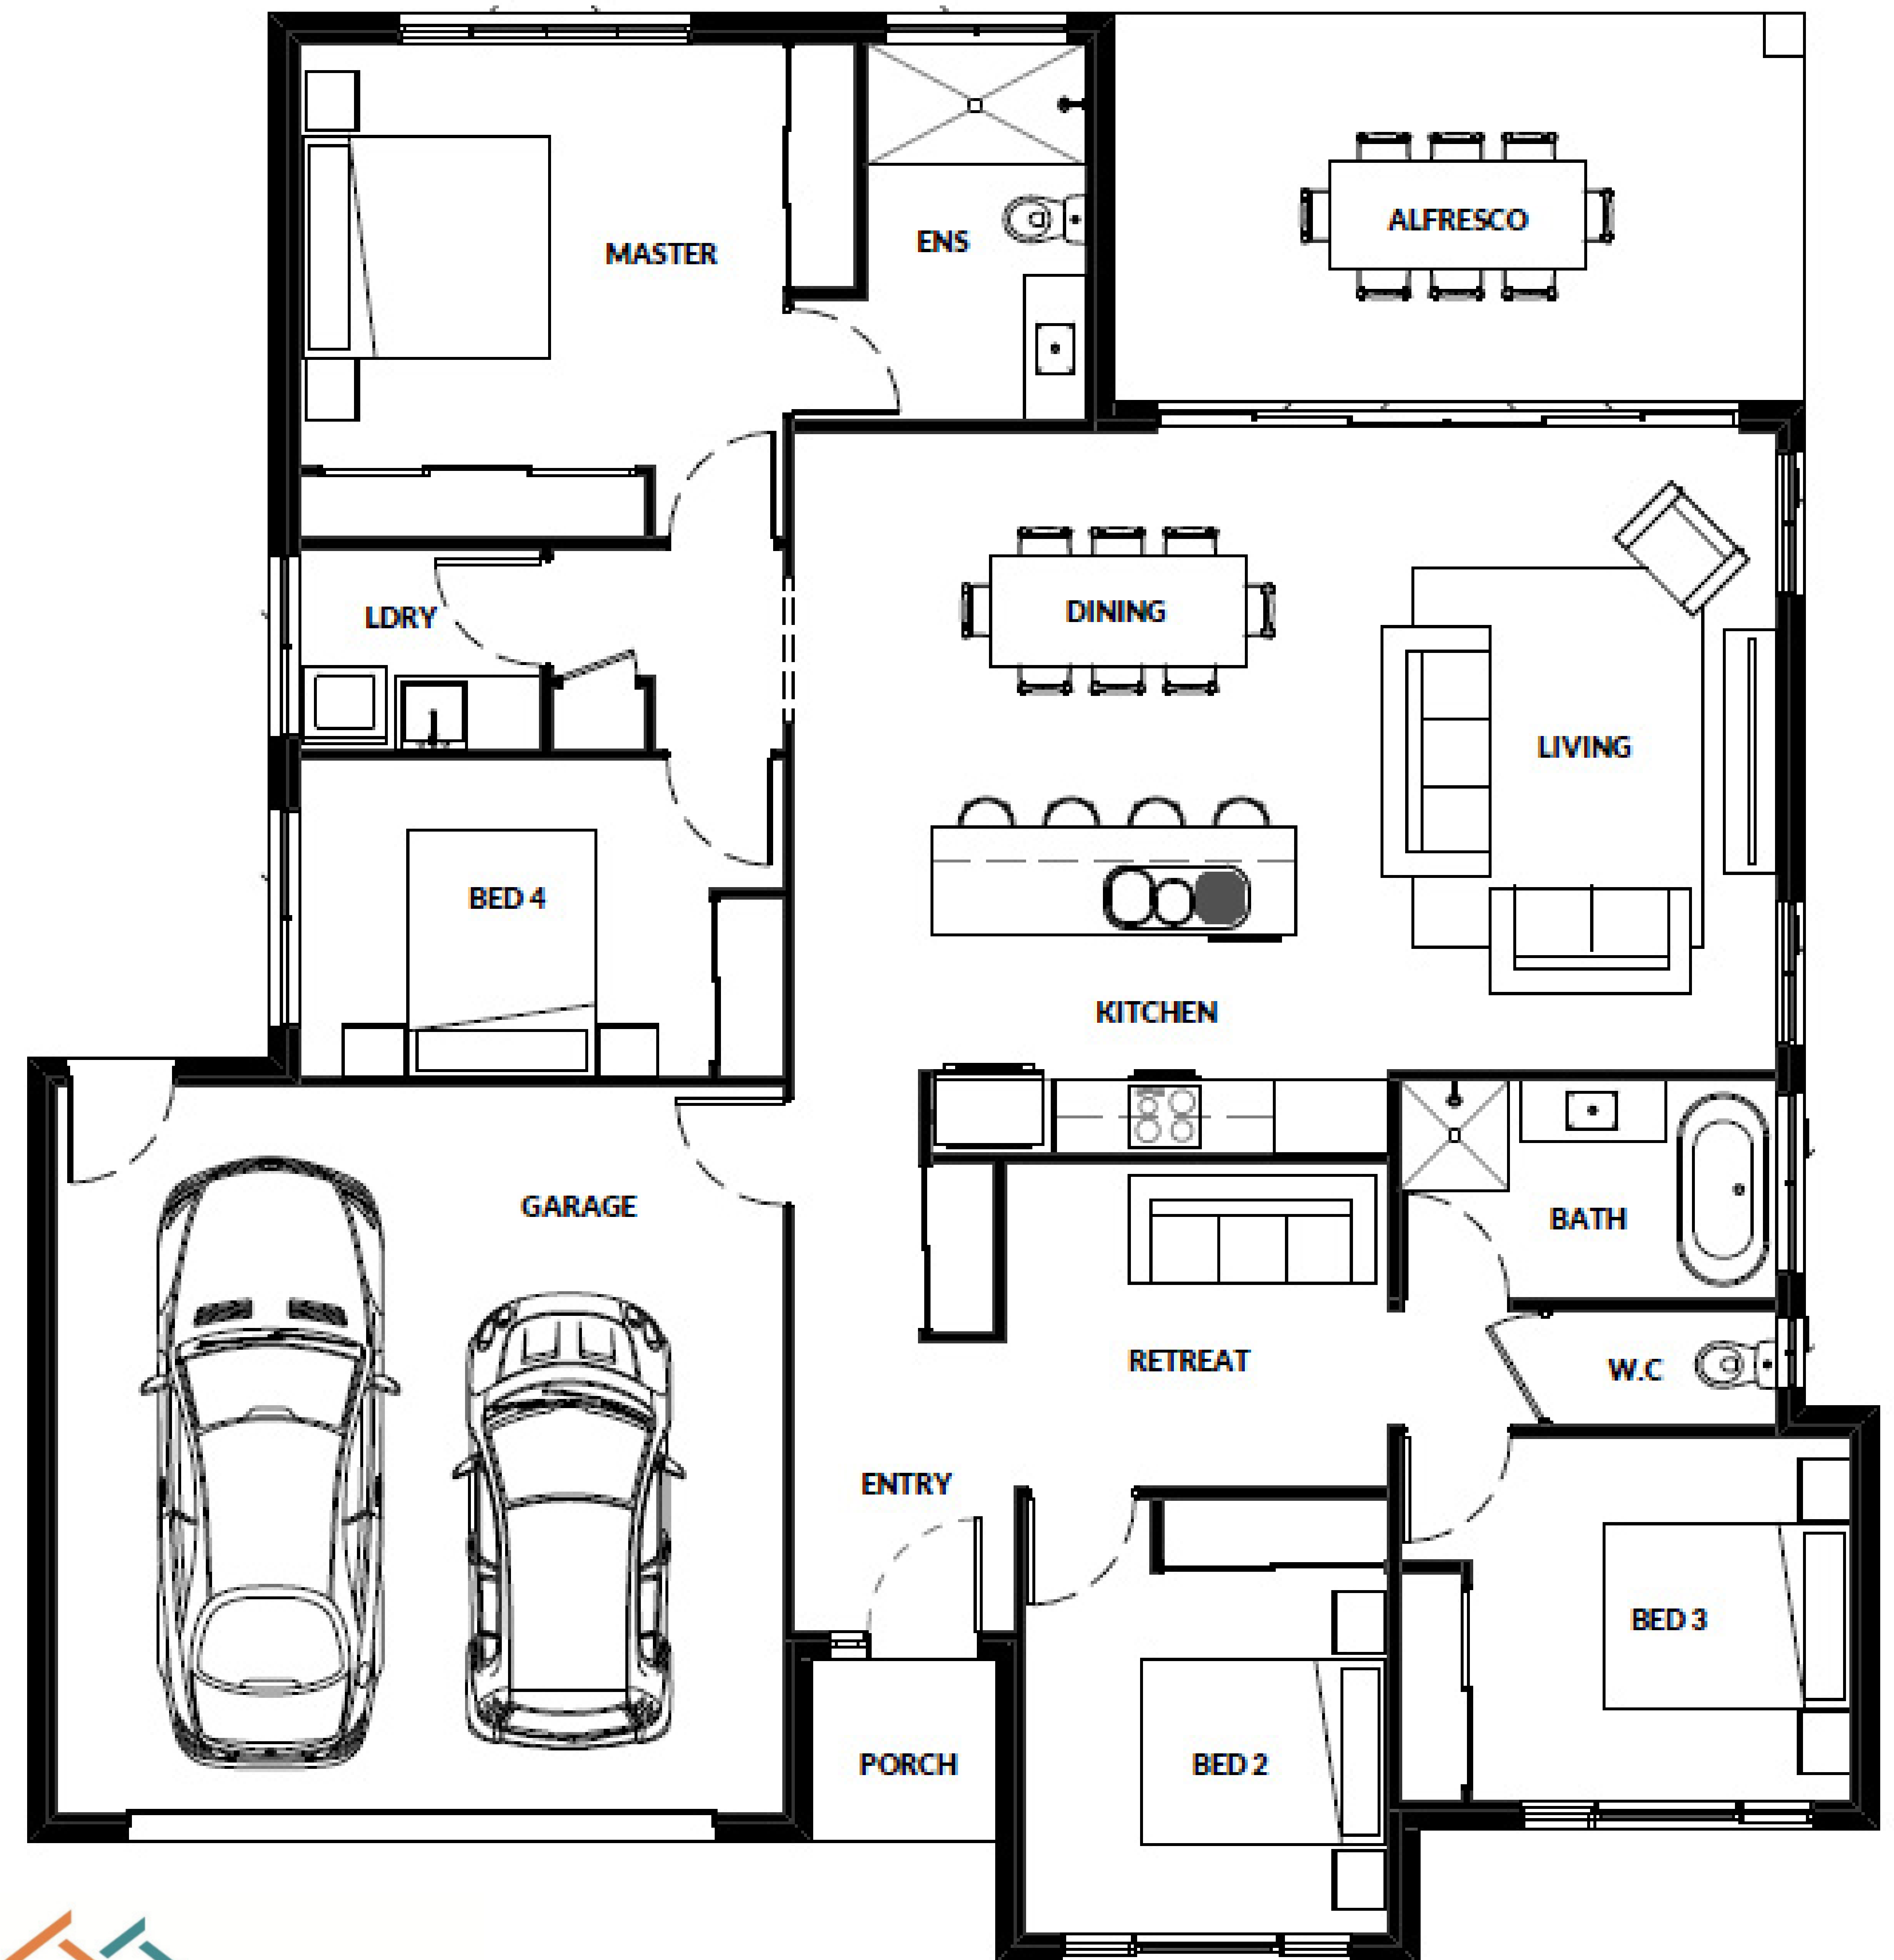 MASTER
ENS
ALFRESCO
LDRY
DINING
LIVING
BED 4
KITCHEN
GARAGE
BATH
RETREAT
W.C
ENTRY
BED 3
PORCH
BED 2